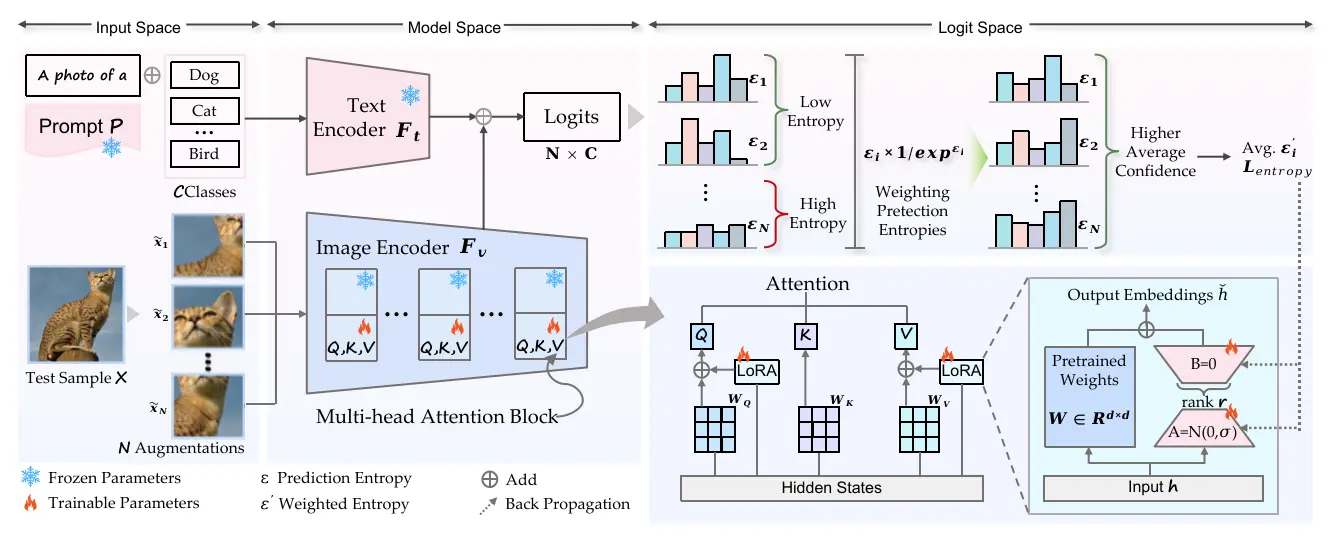 Input Space
Model Space
Logit Space
A photo of a
Prompt P
Dog
Cat
...
Bird
C Classes
Text
Encoder F_t
Logits
N × C
x̃_1
x̃_2
x̃_N
Test Sample X
N Augmentations
Image Encoder F_v
Q,K,V
...
Q,K,V
...
Q,K,V
Multi-head Attention Block
ε_1
ε_2
...
ε_N
Low
Entropy
High
Entropy
ε_i × 1/exp^{ε_i}
Weighting
Pretection
Entropies
ε_1
ε_2
...
ε_N
Higher
Average
Confidence
Avg. ε_i'
L_entropy
Attention
Q
K
V
LoRA
LoRA
W_Q
W_K
W_V
Hidden States
Output Embeddings ȟ
Pretrained
Weights
W ∈ R^{d×d}
B=0
rank r
A=N(0,σ)
Input h
Frozen Parameters
Trainable Parameters
ε Prediction Entropy
ε' Weighted Entropy
Add
Back Propagation